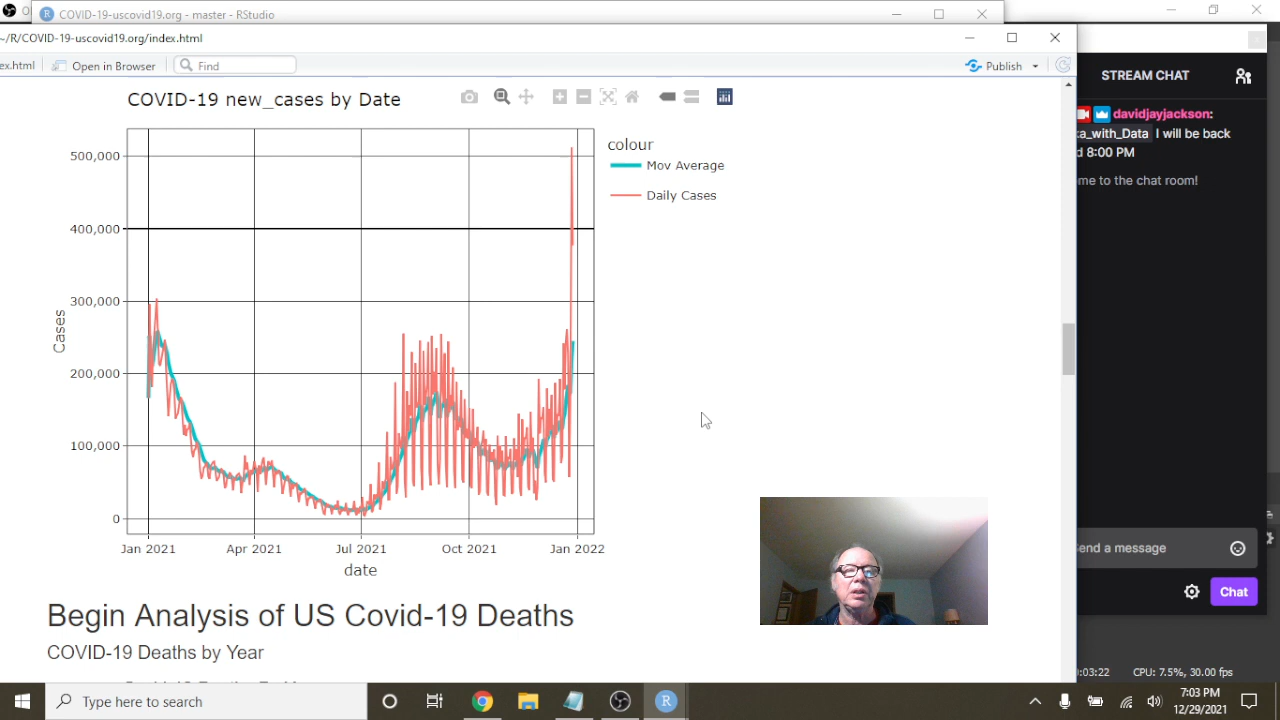 COVID-19-uscovid19.org - master - RStudio
~/R/COVID-19-uscovid19.org/index.html
ex.html
Open in Browser
Find
Publish
COVID-19 new_cases by Date
colour
Mov Average
Daily Cases
500,000
400,000
300,000
200,000
100,000
0
Cases
Jan 2021
Apr 2021
Jul 2021
Oct 2021
Jan 2022
date
Begin Analysis of US Covid-19 Deaths
COVID-19 Deaths by Year
STREAM CHAT
davidjayjackson:
a_with_Data I will be back
d 8:00 PM
me to the chat room!
end a message
Chat
:03:22
CPU: 7.5%, 30.00 fps
Type here to search
7:03 PM
12/29/2021